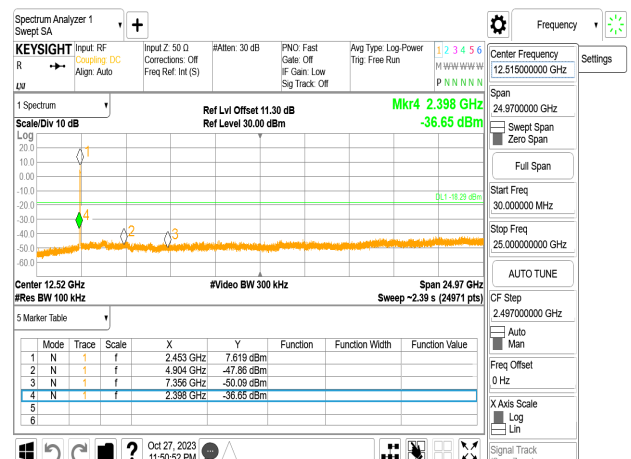 Spectrum Analyzer 1
Swept SA
Frequency
KEYSIGHT
R
Input: RF
Coupling: DC
Align: Auto
Input Z: 50 Ω
Corrections: Off
Freq Ref: Int (S)
#Atten: 30 dB
PNO: Fast
Gate: Off
IF Gain: Low
Sig Track: Off
Avg Type: Log-Power
Trig: Free Run
1 2 3 4 5 6
M W W W W W
P N N N N N
1 Spectrum
Scale/Div 10 dB
Ref Lvl Offset 11.30 dB
Ref Level 30.00 dBm
Mkr4 2.398 GHz
-36.65 dBm
Log
20.0
10.0
0.00
-10.0
-20.0
-30.0
-40.0
-50.0
-60.0
1
4
2
3
DL1 -18.29 dBm
Center 12.52 GHz
#Res BW 100 kHz
#Video BW 300 kHz
Span 24.97 GHz
Sweep ~2.39 s (24971 pts)
5 Marker Table
Mode Trace Scale X Y Function Function Width Function Value
1 N 1 f 2.453 GHz 7.619 dBm
2 N 1 f 4.904 GHz -47.86 dBm
3 N 1 f 7.356 GHz -50.09 dBm
4 N 1 f 2.398 GHz -36.65 dBm
5
6
Oct 27, 2023
11:50:52 PM
Center Frequency
12.515000000 GHz
Settings
Span
24.9700000 GHz
Swept Span
Zero Span
Full Span
Start Freq
30.000000 MHz
Stop Freq
25.000000000 GHz
AUTO TUNE
CF Step
2.497000000 GHz
Auto
Man
Freq Offset
0 Hz
X Axis Scale
Log
Lin
Signal Track